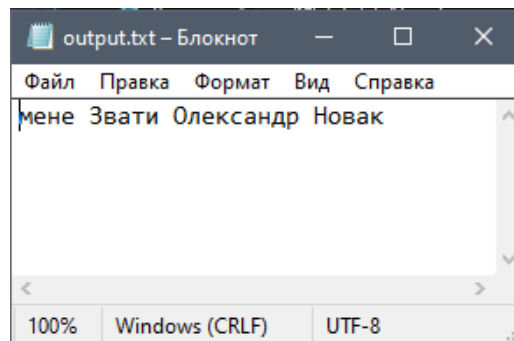 output.txt – Блокнот
Файл Правка Формат Вид Справка
мене Звати Олександр Новак
100% Windows (CRLF) UTF-8